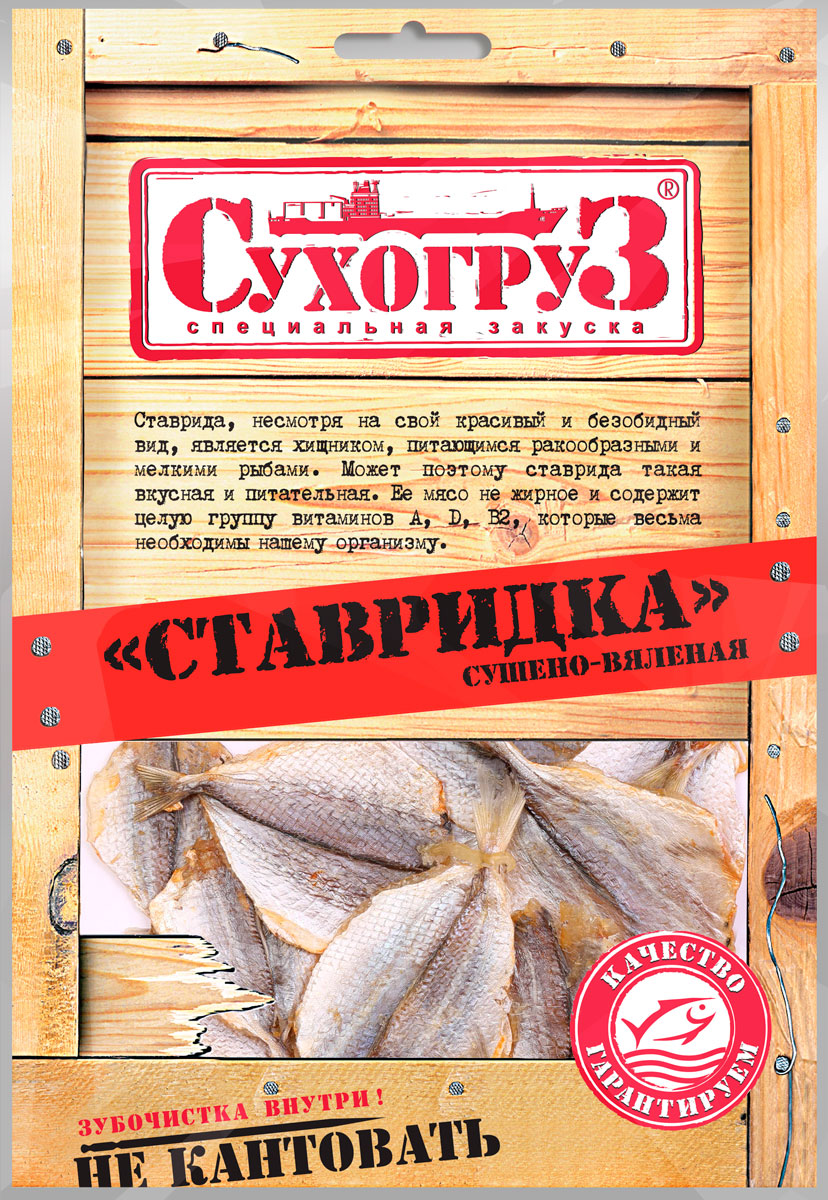 СУХОГРУЗ®
специальная закуска
Ставрида, несмотря на свой красивый и безобидный
вид, является хищником, питающимся ракообразными и
мелкими рыбами. Может поэтому ставрида такая
вкусная и питательная. Ее мясо не жирное и содержит
целую группу витаминов А, D, В2, которые весьма
необходимы нашему организму.
«СТАВРИДКА»
СУШЕНО-ВЯЛЕНАЯ
КАЧЕСТВО
ГАРАНТИРУЕМ
ЗУБОЧИСТКА ВНУТРИ!
НЕ КАНТОВАТЬ